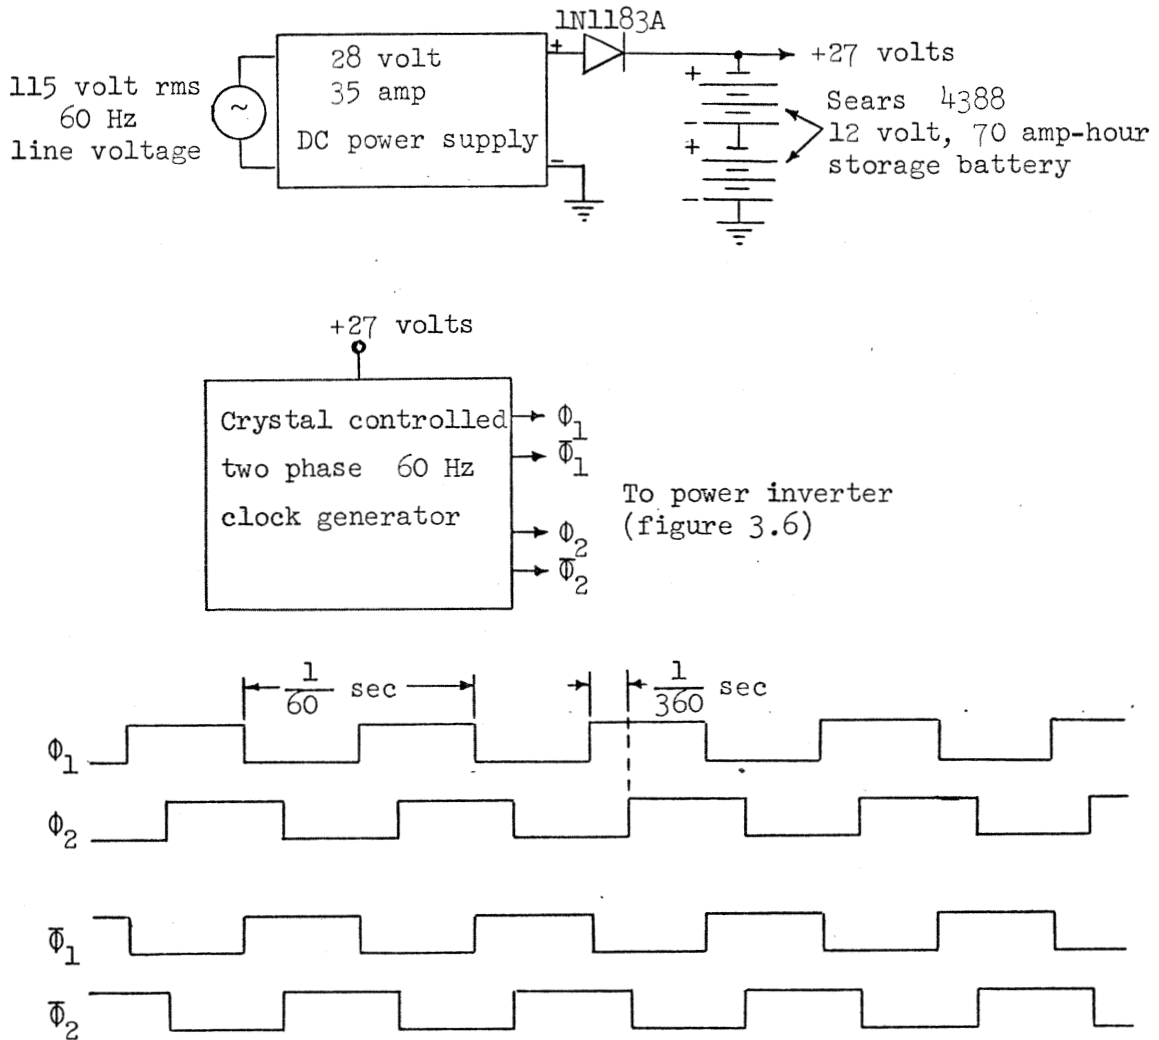 1N1183A
28 volt
35 amp
DC power supply
+
-
115 volt rms
60 Hz
line voltage
~
+27 volts
+
-
+
-
Sears 4388
12 volt, 70 amp-hour
storage battery
+27 volts
Crystal controlled
two phase 60 Hz
clock generator
Φ1
Φ̅1
Φ2
Φ̅2
To power inverter
(figure 3.6)
1/60 sec
1/360 sec
Φ1
Φ2
Φ̅1
Φ̅2